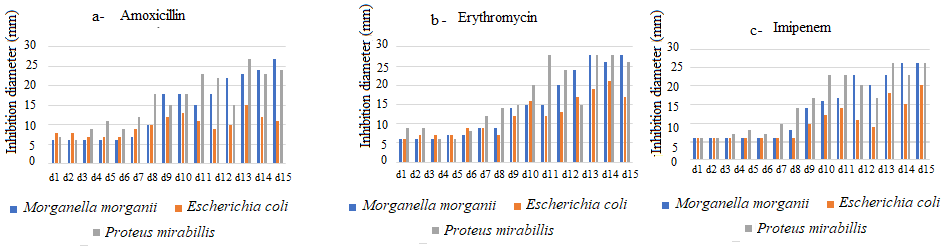 a- Amoxicillin
Inhibition diameter (mm)
30
25
20
15
10
5
0
d1 d2 d3 d4 d5 d6 d7 d8 d9 d10 d11 d12 d13 d14 d15
Morganella morganii Escherichia coli
Proteus mirabillis
b- Erythromycin
Inhibition diameter (mm)
30
25
20
15
10
5
0
d1 d2 d3 d4 d5 d6 d7 d8 d9 d10 d11 d12 d13 d14 d15
Morganella morganii Escherichia coli
Proteus mirabillis
c- Imipenem
Inhibition diameter (mm)
30
25
20
15
10
5
0
d1 d2 d3 d4 d5 d6 d7 d8 d9 d10 d11 d12 d13 d14 d15
Morganella morganii Escherichia coli
Proteus mirabillis